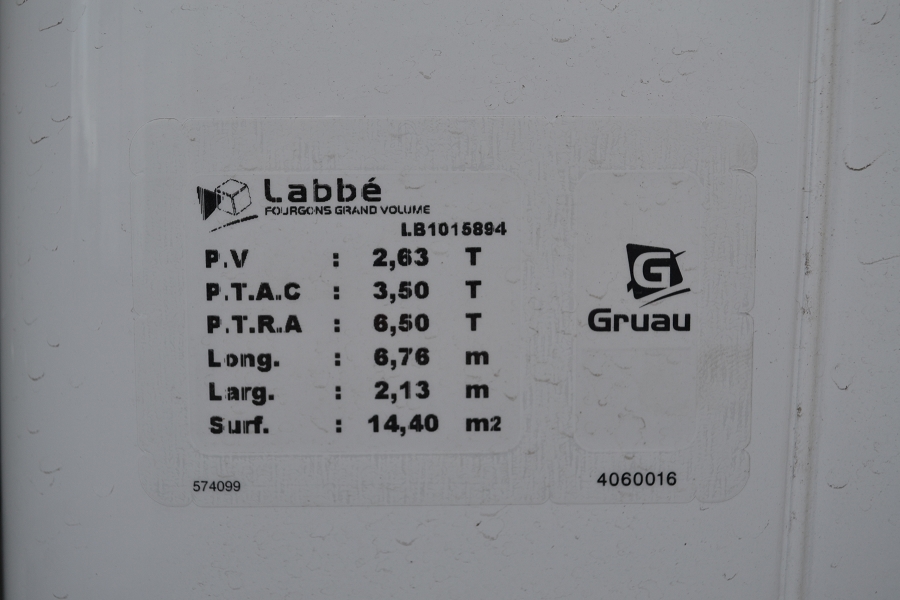 Labbé
FOURGONS GRAND VOLUME
LB1015894
P.V : 2,63 T
P.T.A.C : 3,50 T
P.T.R.A : 6,50 T
Long. : 6,76 m
Larg. : 2,13 m
Surf. : 14,40 m2
574099
G
Gruau
4060016